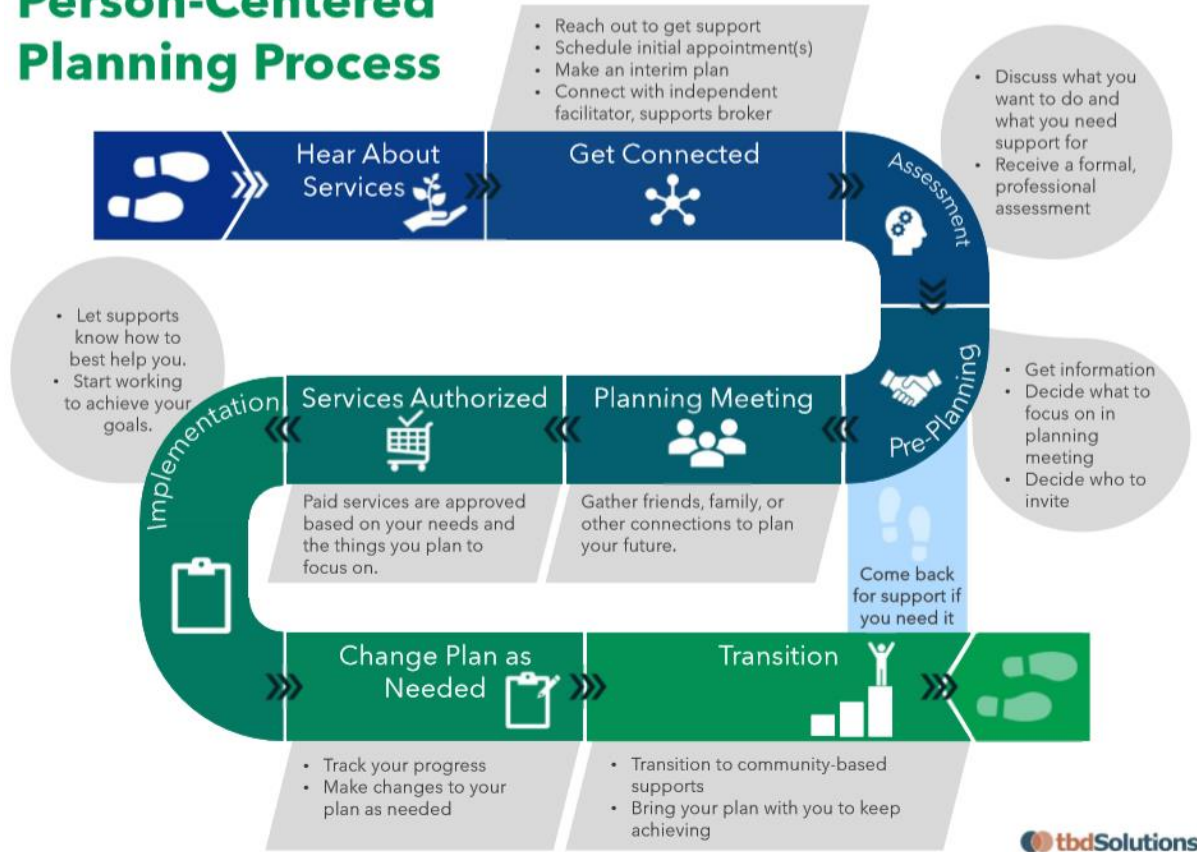 Person-Centered
Planning Process
• Reach out to get support
• Schedule initial appointment(s)
• Make an interim plan
• Connect with independent
facilitator, supports broker
Hear About
Services
Get Connected
Assessment
• Discuss what you
want to do and
what you need
support for
• Receive a formal,
professional
assessment
Pre-Planning
• Get information
• Decide what to
focus on in
planning
meeting
• Decide who to
invite
Planning Meeting
Gather friends, family, or
other connections to plan
your future.
Services Authorized
Paid services are approved
based on your needs and
the things you plan to
focus on.
Implementation
• Let supports
know how to
best help you.
• Start working
to achieve your
goals.
Change Plan as
Needed
• Track your progress
• Make changes to your
plan as needed
Transition
• Transition to community-based
supports
• Bring your plan with you to keep
achieving
Come back
for support if
you need it
tbdSolutions